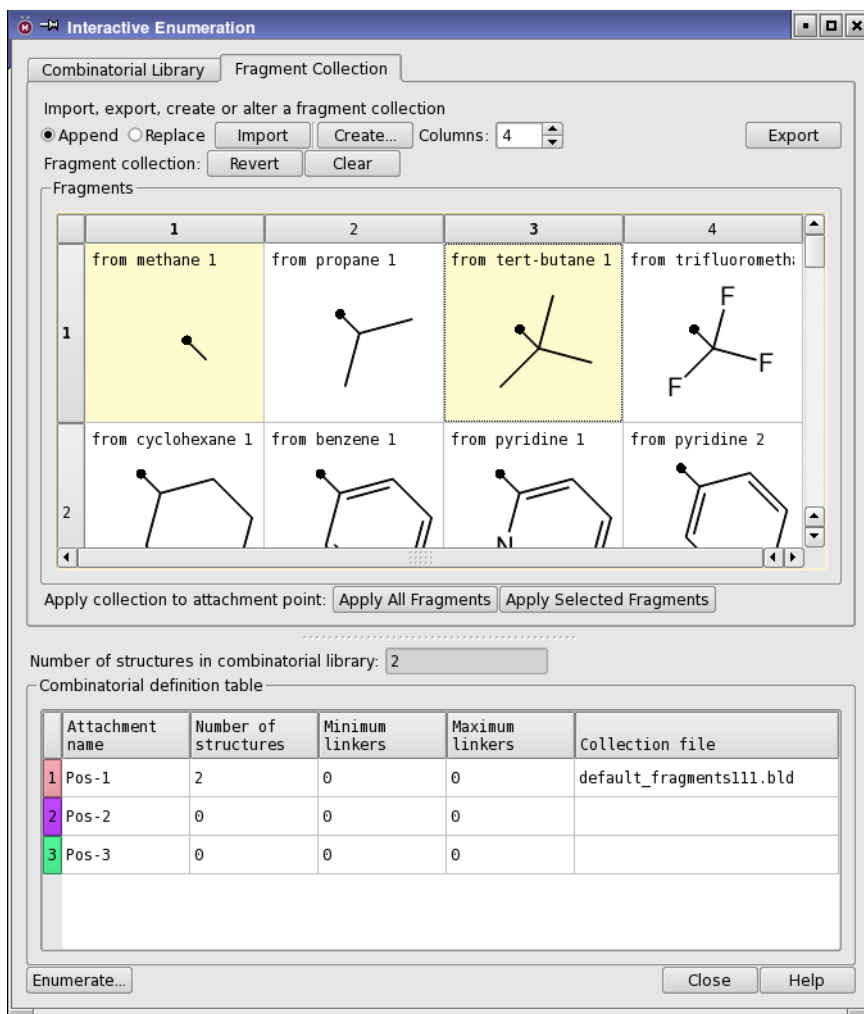 Interactive Enumeration
Combinatorial Library Fragment Collection
Import, export, create or alter a fragment collection
Append Replace Import Create... Columns: 4 Export
Fragment collection: Revert Clear
Fragments
1 2 3 4
from methane 1 from propane 1 from tert-butane 1 from trifluorometh
1
F
F
F
from cyclohexane 1 from benzene 1 from pyridine 1 from pyridine 2
2
N
Apply collection to attachment point: Apply All Fragments Apply Selected Fragments
Number of structures in combinatorial library: 2
Combinatorial definition table
Attachment name Number of structures Minimum linkers Maximum linkers Collection file
1 Pos-1 2 0 0 default_fragments111.bld
2 Pos-2 0 0 0
3 Pos-3 0 0 0
Enumerate... Close Help